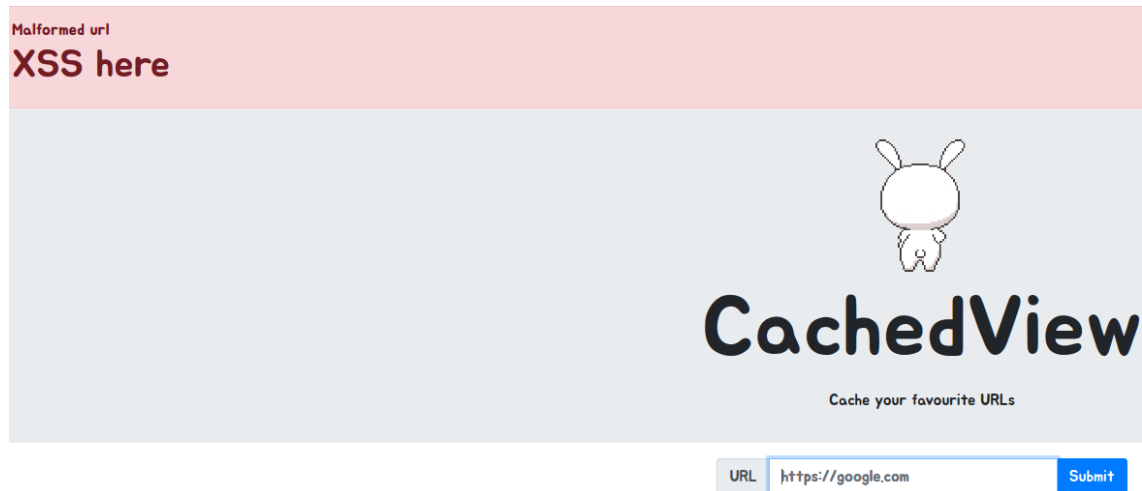 Malformed url
XSS here
CachedView
Cache your favourite URLs
URL https://google.com Submit